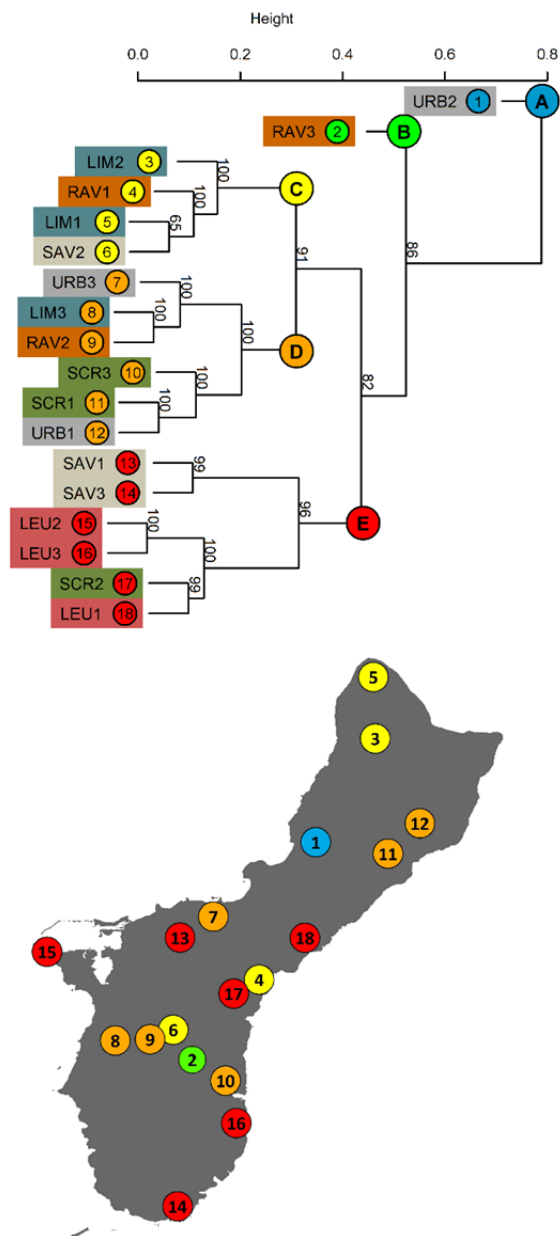 Height
0.0 0.2 0.4 0.6 0.8
URB2 1 A
RAV3 2 B
86
LIM2 3
100
C
RAV1 4
100
LIM1 5
65
SAV2 6
91
URB3 7
100
LIM3 8
100
RAV2 9
100
D
82
SCR3 10
100
SCR1 11
100
URB1 12
SAV1 13
99
SAV3 14
96
E
LEU2 15
100
LEU3 16
100
SCR2 17
99
LEU1 18
5
3
12
1
11
7
13
18
15
4
17
6
8
9
2
10
16
14